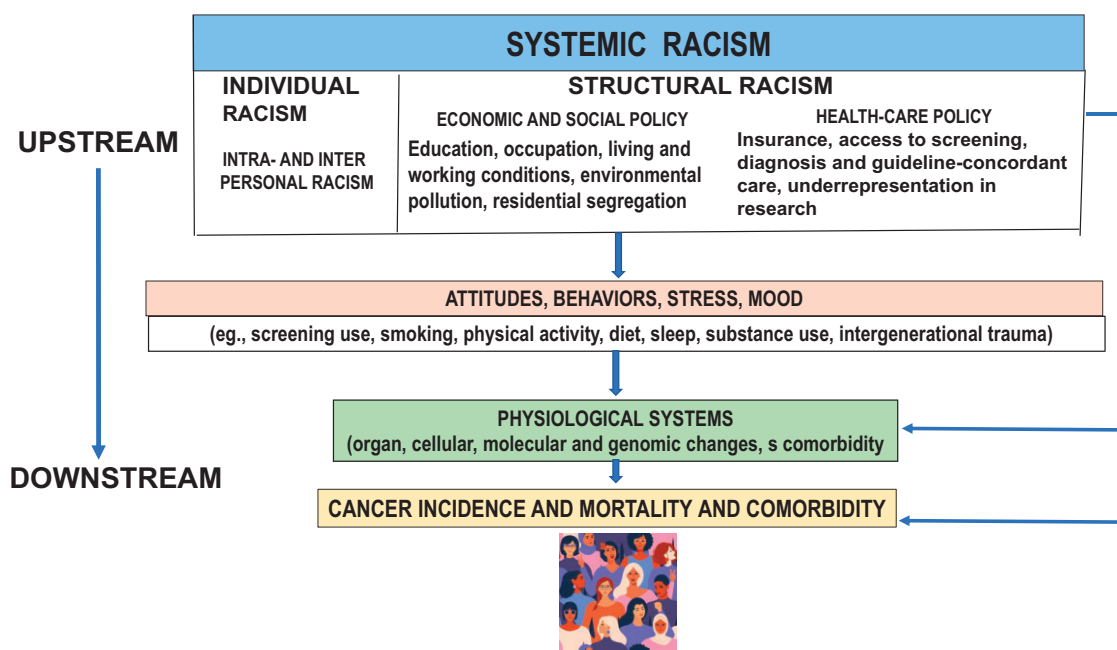 SYSTEMIC RACISM
INDIVIDUAL
RACISM
INTRA- AND INTER
PERSONAL RACISM
STRUCTURAL RACISM
ECONOMIC AND SOCIAL POLICY
Education, occupation, living and
working conditions, environmental
pollution, residential segregation
HEALTH-CARE POLICY
Insurance, access to screening,
diagnosis and guideline-concordant
care, underrepresentation in
research
UPSTREAM
ATTITUDES, BEHAVIORS, STRESS, MOOD
(eg., screening use, smoking, physical activity, diet, sleep, substance use, intergenerational trauma)
PHYSIOLOGICAL SYSTEMS
(organ, cellular, molecular and genomic changes, s comorbidity
DOWNSTREAM
CANCER INCIDENCE AND MORTALITY AND COMORBIDITY